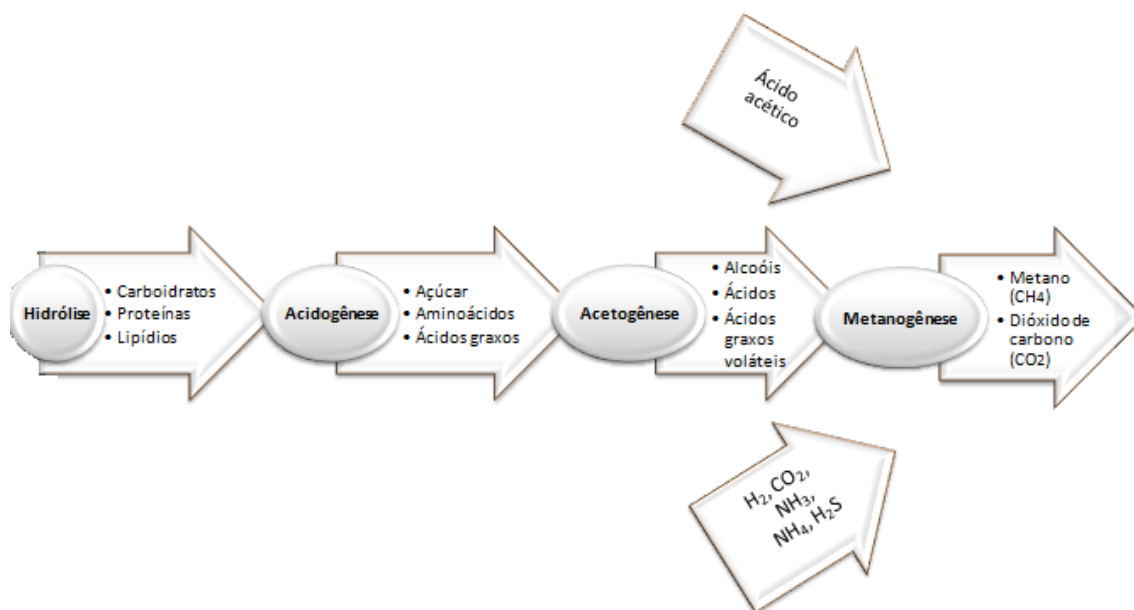 Ácido
acético
Hidrólise
• Carboidratos
• Proteínas
• Lipídios
Acidogênese
• Açúcar
• Aminoácidos
• Ácidos graxos
Acetogênese
• Alcoóis
• Ácidos
• Ácidos
graxos
voláteis
Metanogênese
• Metano
(CH4)
• Dióxido de
carbono
(CO2)
H₂, CO₂,
NH₃,
NH₄, H₂S